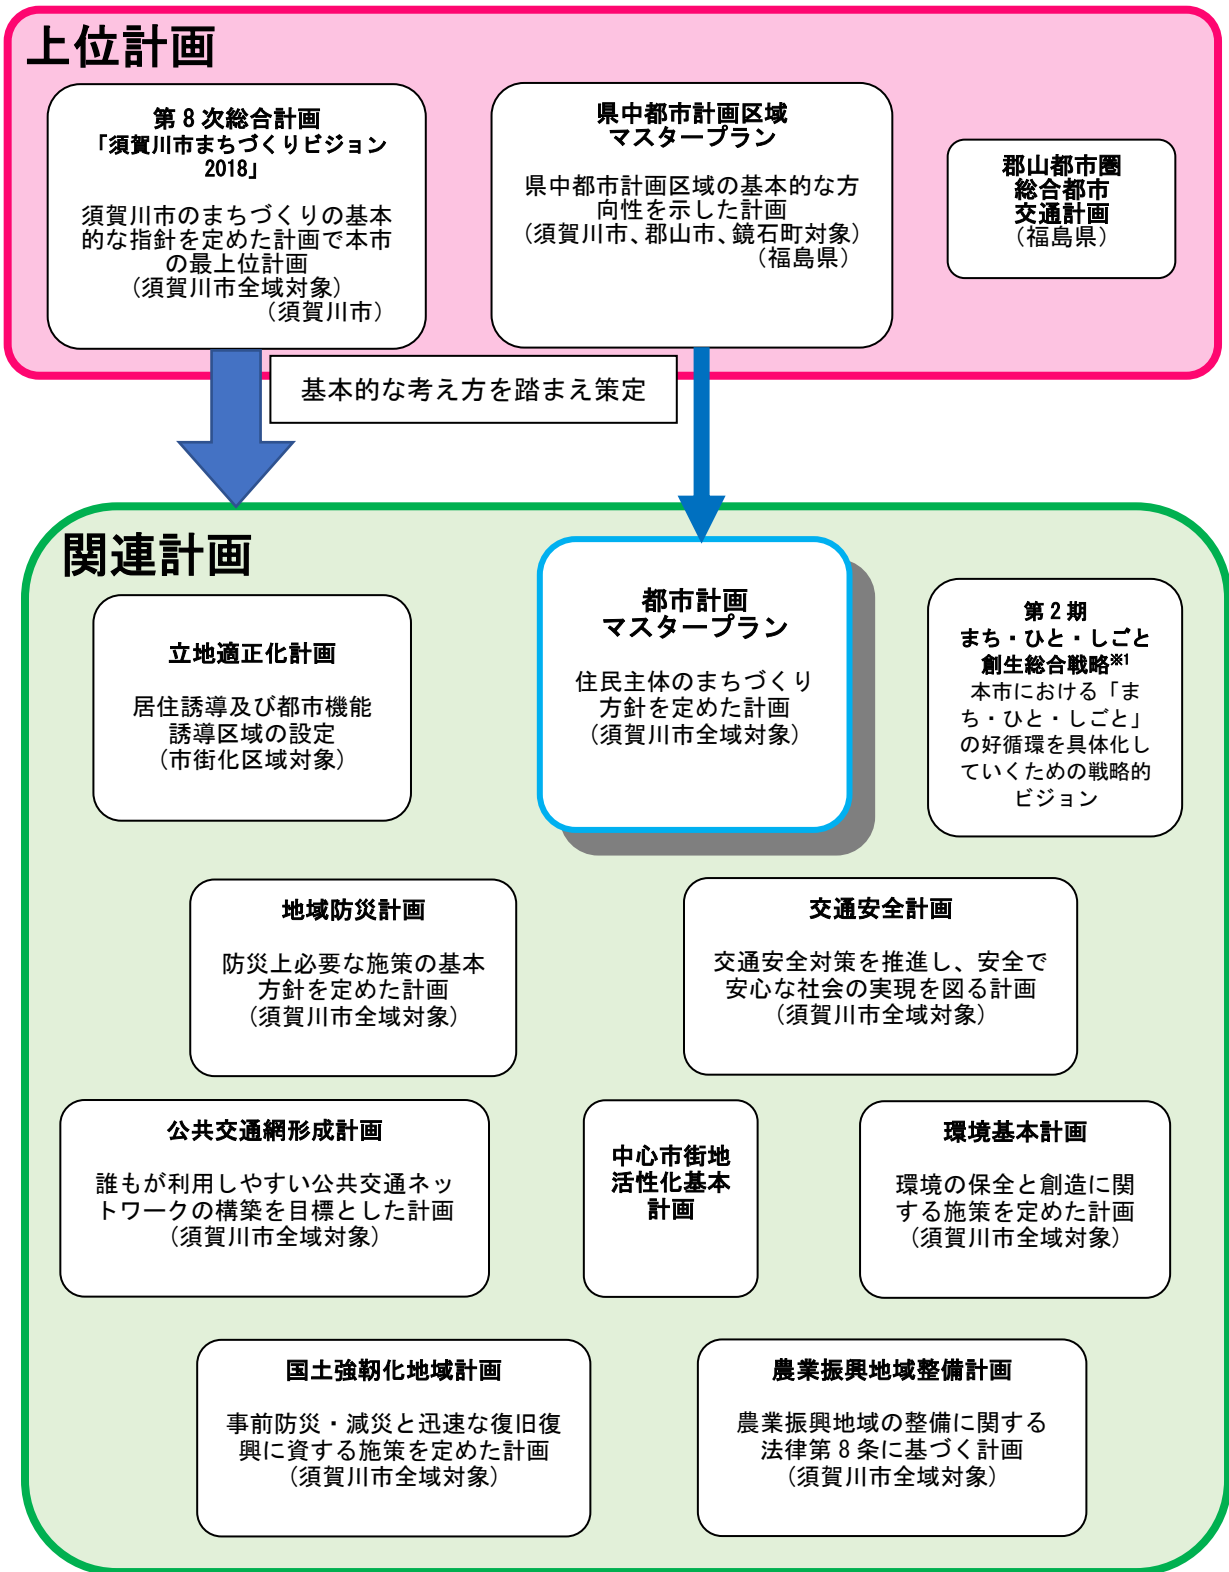 上位計画
第8次総合計画
「須賀川市まちづくりビジョン
2018」
須賀川市のまちづくりの基本
的な指針を定めた計画で本市
の最上位計画
（須賀川市全域対象）
（須賀川市）
県中都市計画区域
マスタープラン
県中都市計画区域の基本的な方
向性を示した計画
（須賀川市、郡山市、鏡石町対象）
（福島県）
郡山都市圏
総合都市
交通計画
（福島県）
基本的な考え方を踏まえ策定
関連計画
立地適正化計画
居住誘導及び都市機能
誘導区域の設定
（市街化区域対象）
都市計画
マスタープラン
住民主体のまちづくり
方針を定めた計画
（須賀川市全域対象）
第2期
まち・ひと・しごと
創生総合戦略※1
本市における「ま
ち・ひと・しごと」
の好循環を具体化し
ていくための戦略的
ビジョン
地域防災計画
防災上必要な施策の基本
方針を定めた計画
（須賀川市全域対象）
交通安全計画
交通安全対策を推進し、安全で
安心な社会の実現を図る計画
（須賀川市全域対象）
公共交通網形成計画
誰もが利用しやすい公共交通ネッ
トワークの構築を目標とした計画
（須賀川市全域対象）
中心市街地
活性化基本
計画
環境基本計画
環境の保全と創造に関
する施策を定めた計画
（須賀川市全域対象）
国土強靭化地域計画
事前防災・減災と迅速な復旧復
興に資する施策を定めた計画
（須賀川市全域対象）
農業振興地域整備計画
農業振興地域の整備に関する
法律第8条に基づく計画
（須賀川市全域対象）